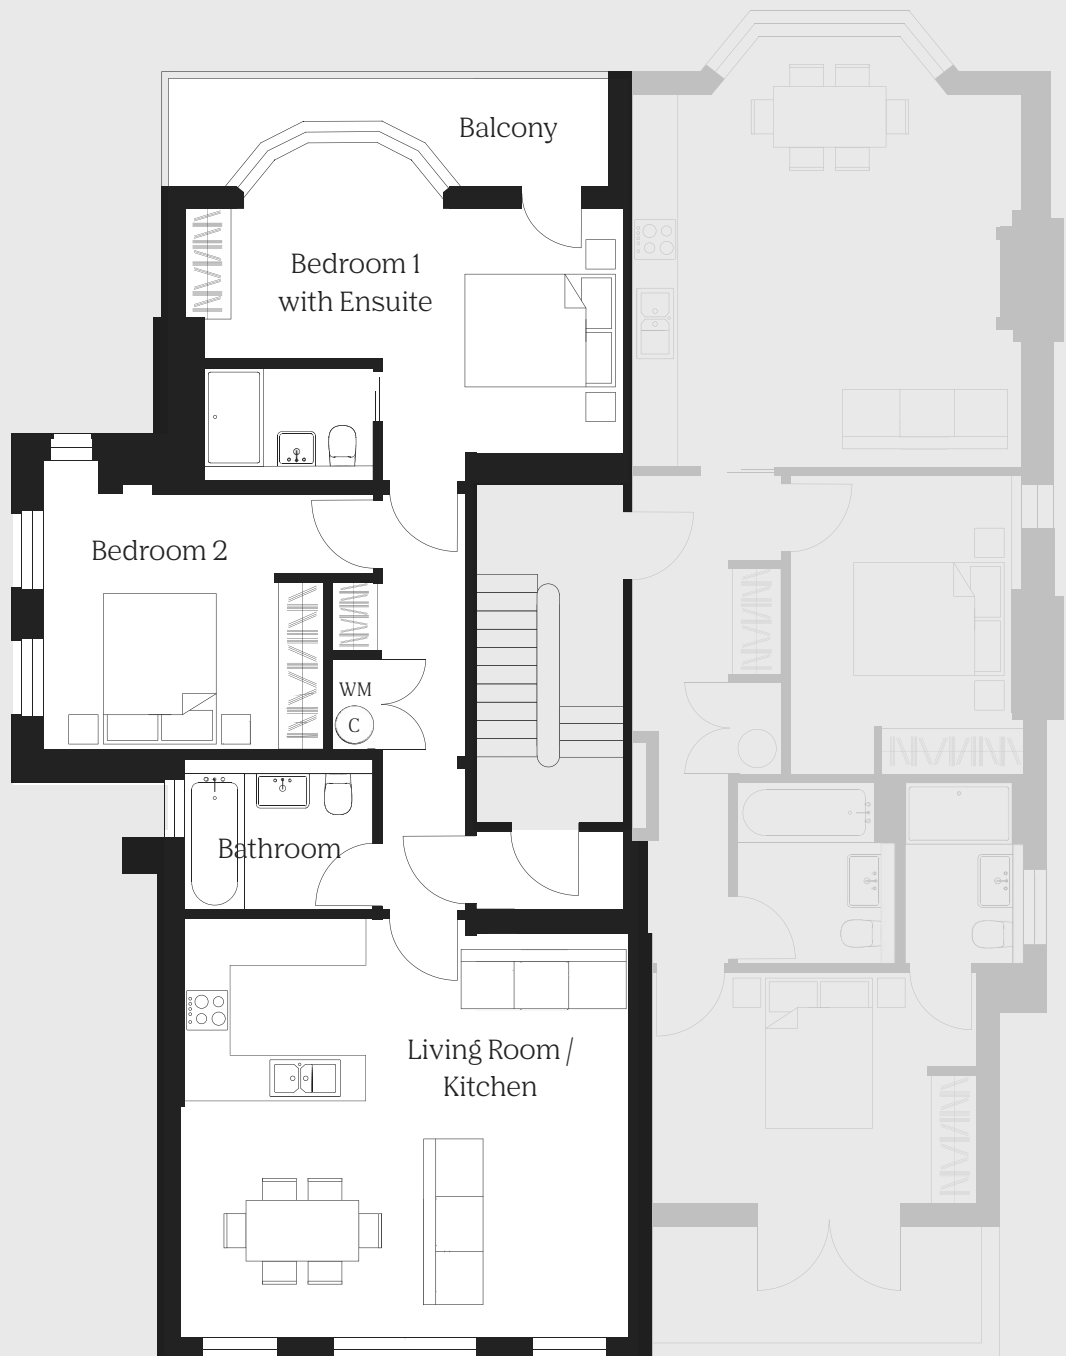 Balcony
Bedroom 1
with Ensuite
Bedroom 2
WM
C
Bathroom
Living Room /
Kitchen